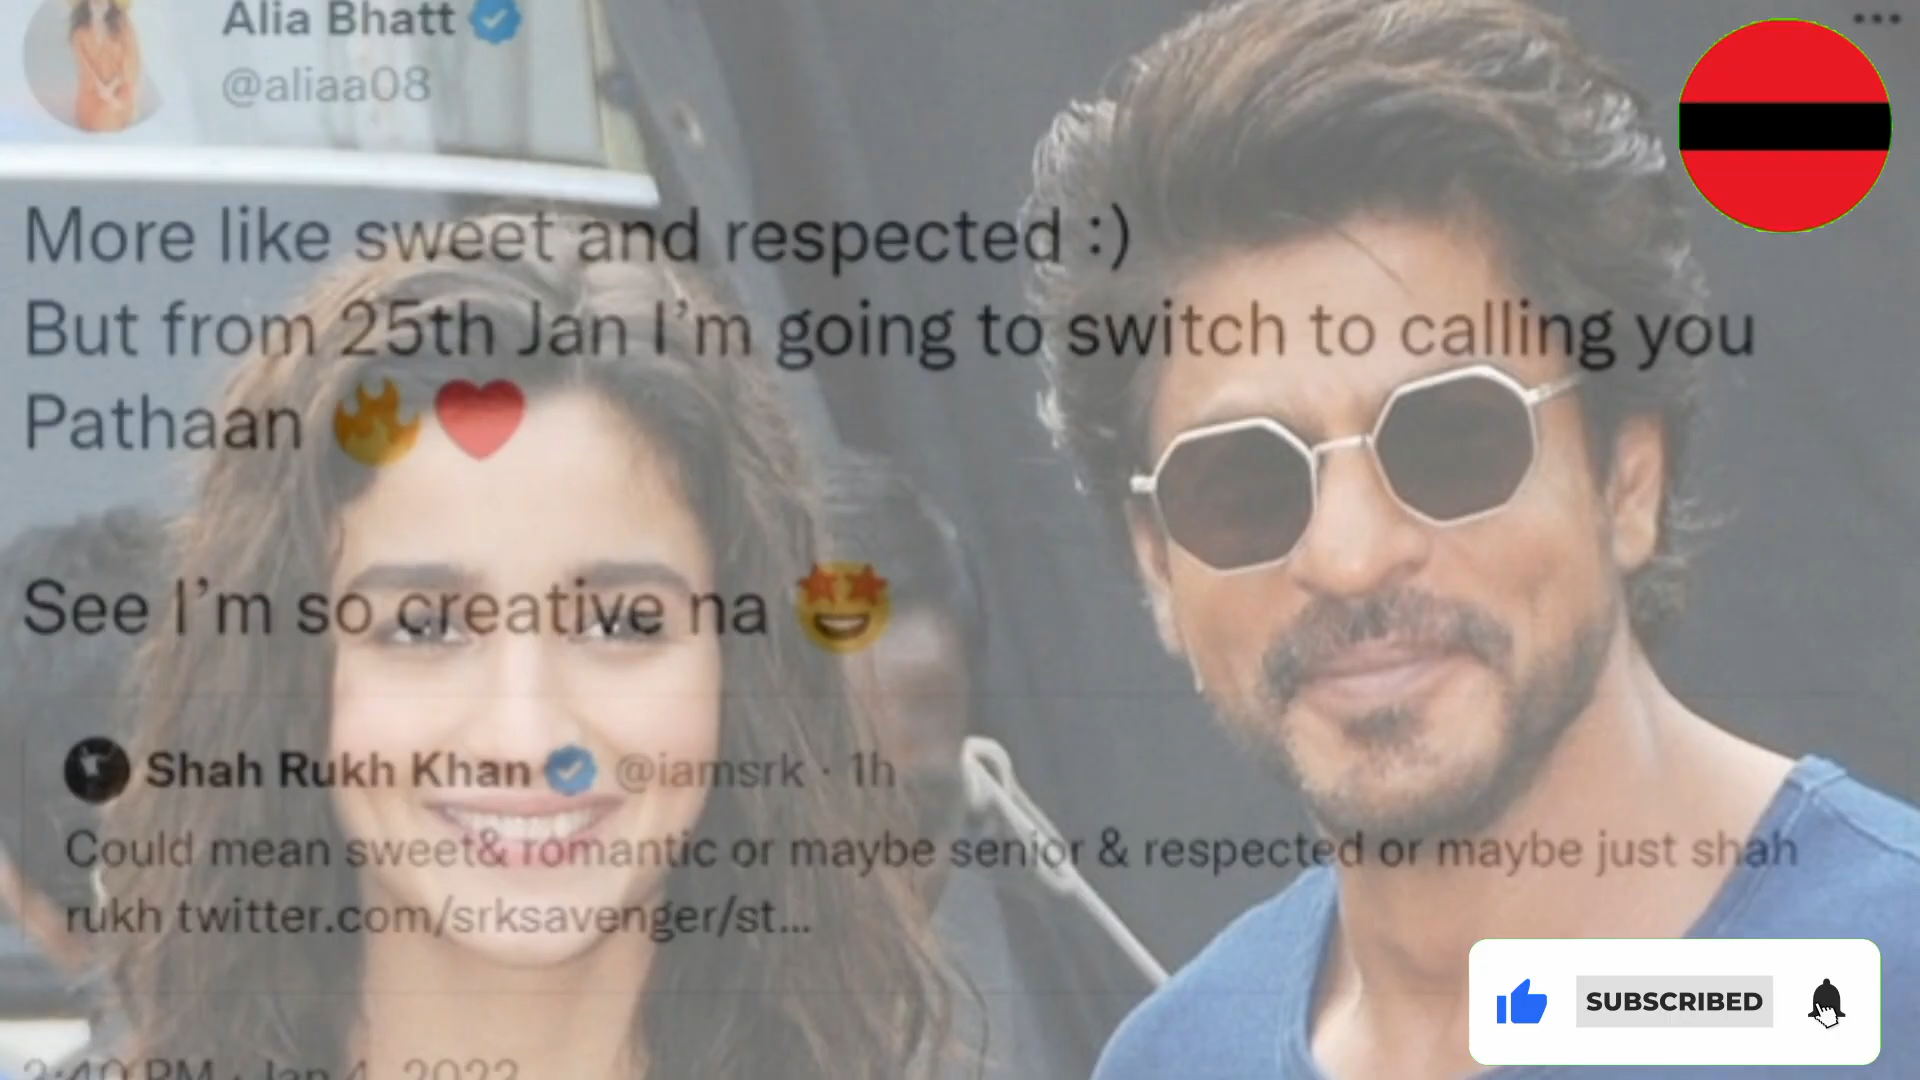 Alia Bhatt
@aliaa08
More like sweet and respected :)
But from 25th Jan I’m going to switch to calling you
Pathaan 🔥❤️
See I’m so creative na 🤩
Shah Rukh Khan @iamsrk · 1h
Could mean sweet& romantic or maybe senior & respected or maybe just shah
rukh twitter.com/srksavenger/st...
SUBSCRIBED